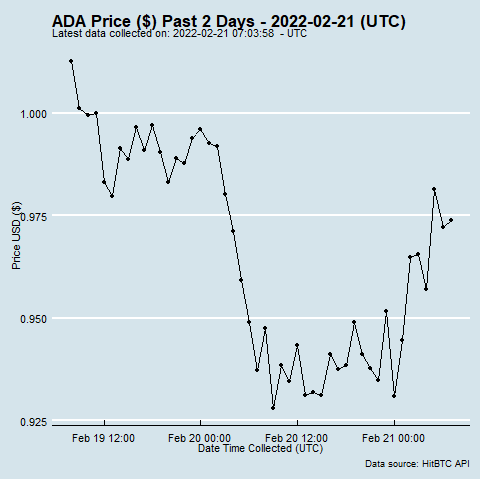 ADA Price ($) Past 2 Days - 2022-02-21 (UTC)
Latest data collected on: 2022-02-21 07:03:58 - UTC
1.000
0.975
0.950
0.925
Price USD ($)
Feb 19 12:00 Feb 20 00:00 Feb 20 12:00 Feb 21 00:00
Date Time Collected (UTC)
Data source: HitBTC API